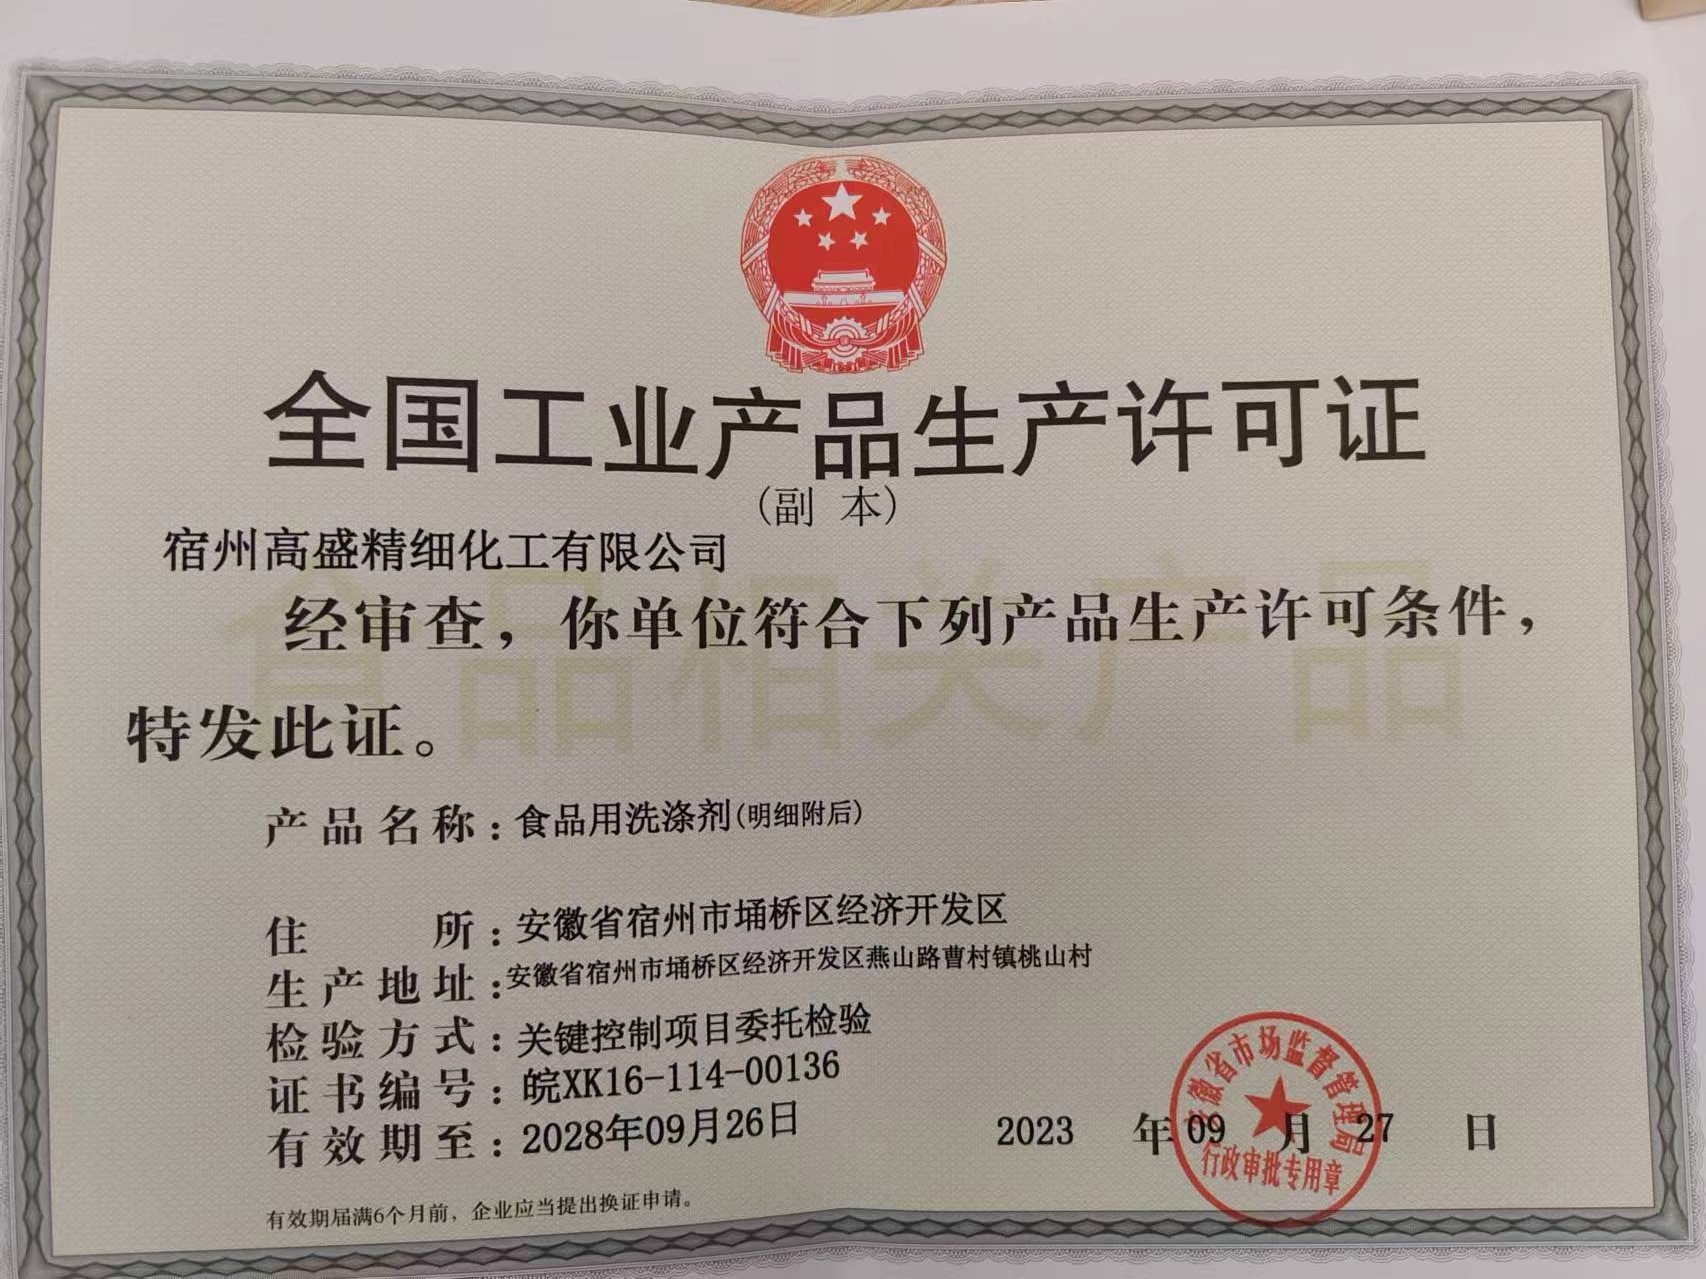 全国工业产品生产许可证
(副 本)
宿州高盛精细化工有限公司
食品相关产品
经审查，你单位符合下列产品生产许可条件，
特发此证。
产品名称：食品用洗涤剂(明细附后)
住 所：安徽省宿州市埇桥区经济开发区
生产地址：安徽省宿州市埇桥区经济开发区燕山路曹村镇桃山村
检验方式：关键控制项目委托检验
证书编号：皖XK16-114-00136
有效期至：2028年09月26日
2023 年 09 月 27 日
安徽省市场监督管理局
行政审批专用章
有效期届满6个月前，企业应当提出换证申请。